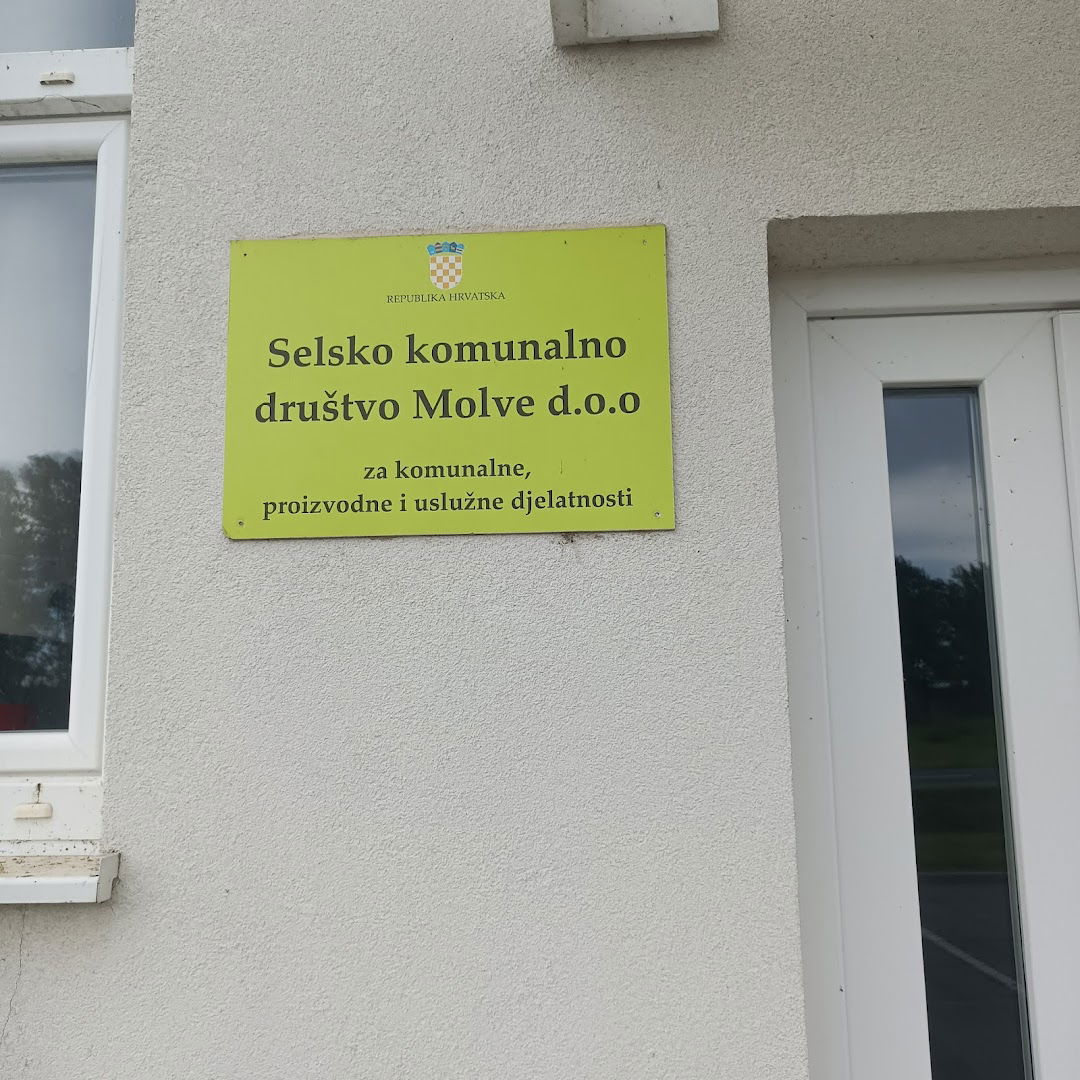 REPUBLIKA HRVATSKA
Selsko komunalno
društvo Molve d.o.o
za komunalne,
proizvodne i uslužne djelatnosti